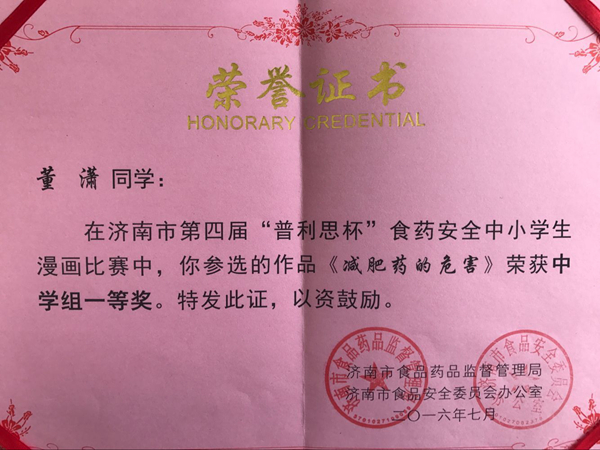 荣誉证书
HONORARY CREDENTIAL
董 潇 同学：
在济南市第四届“普利思杯”食药安全中小学生
漫画比赛中，你参选的作品《减肥药的危害》荣获中
学组一等奖。特发此证，以资鼓励。
济南市食品药品监督管理局
济南市食品安全委员会办公室
二〇一六年七月